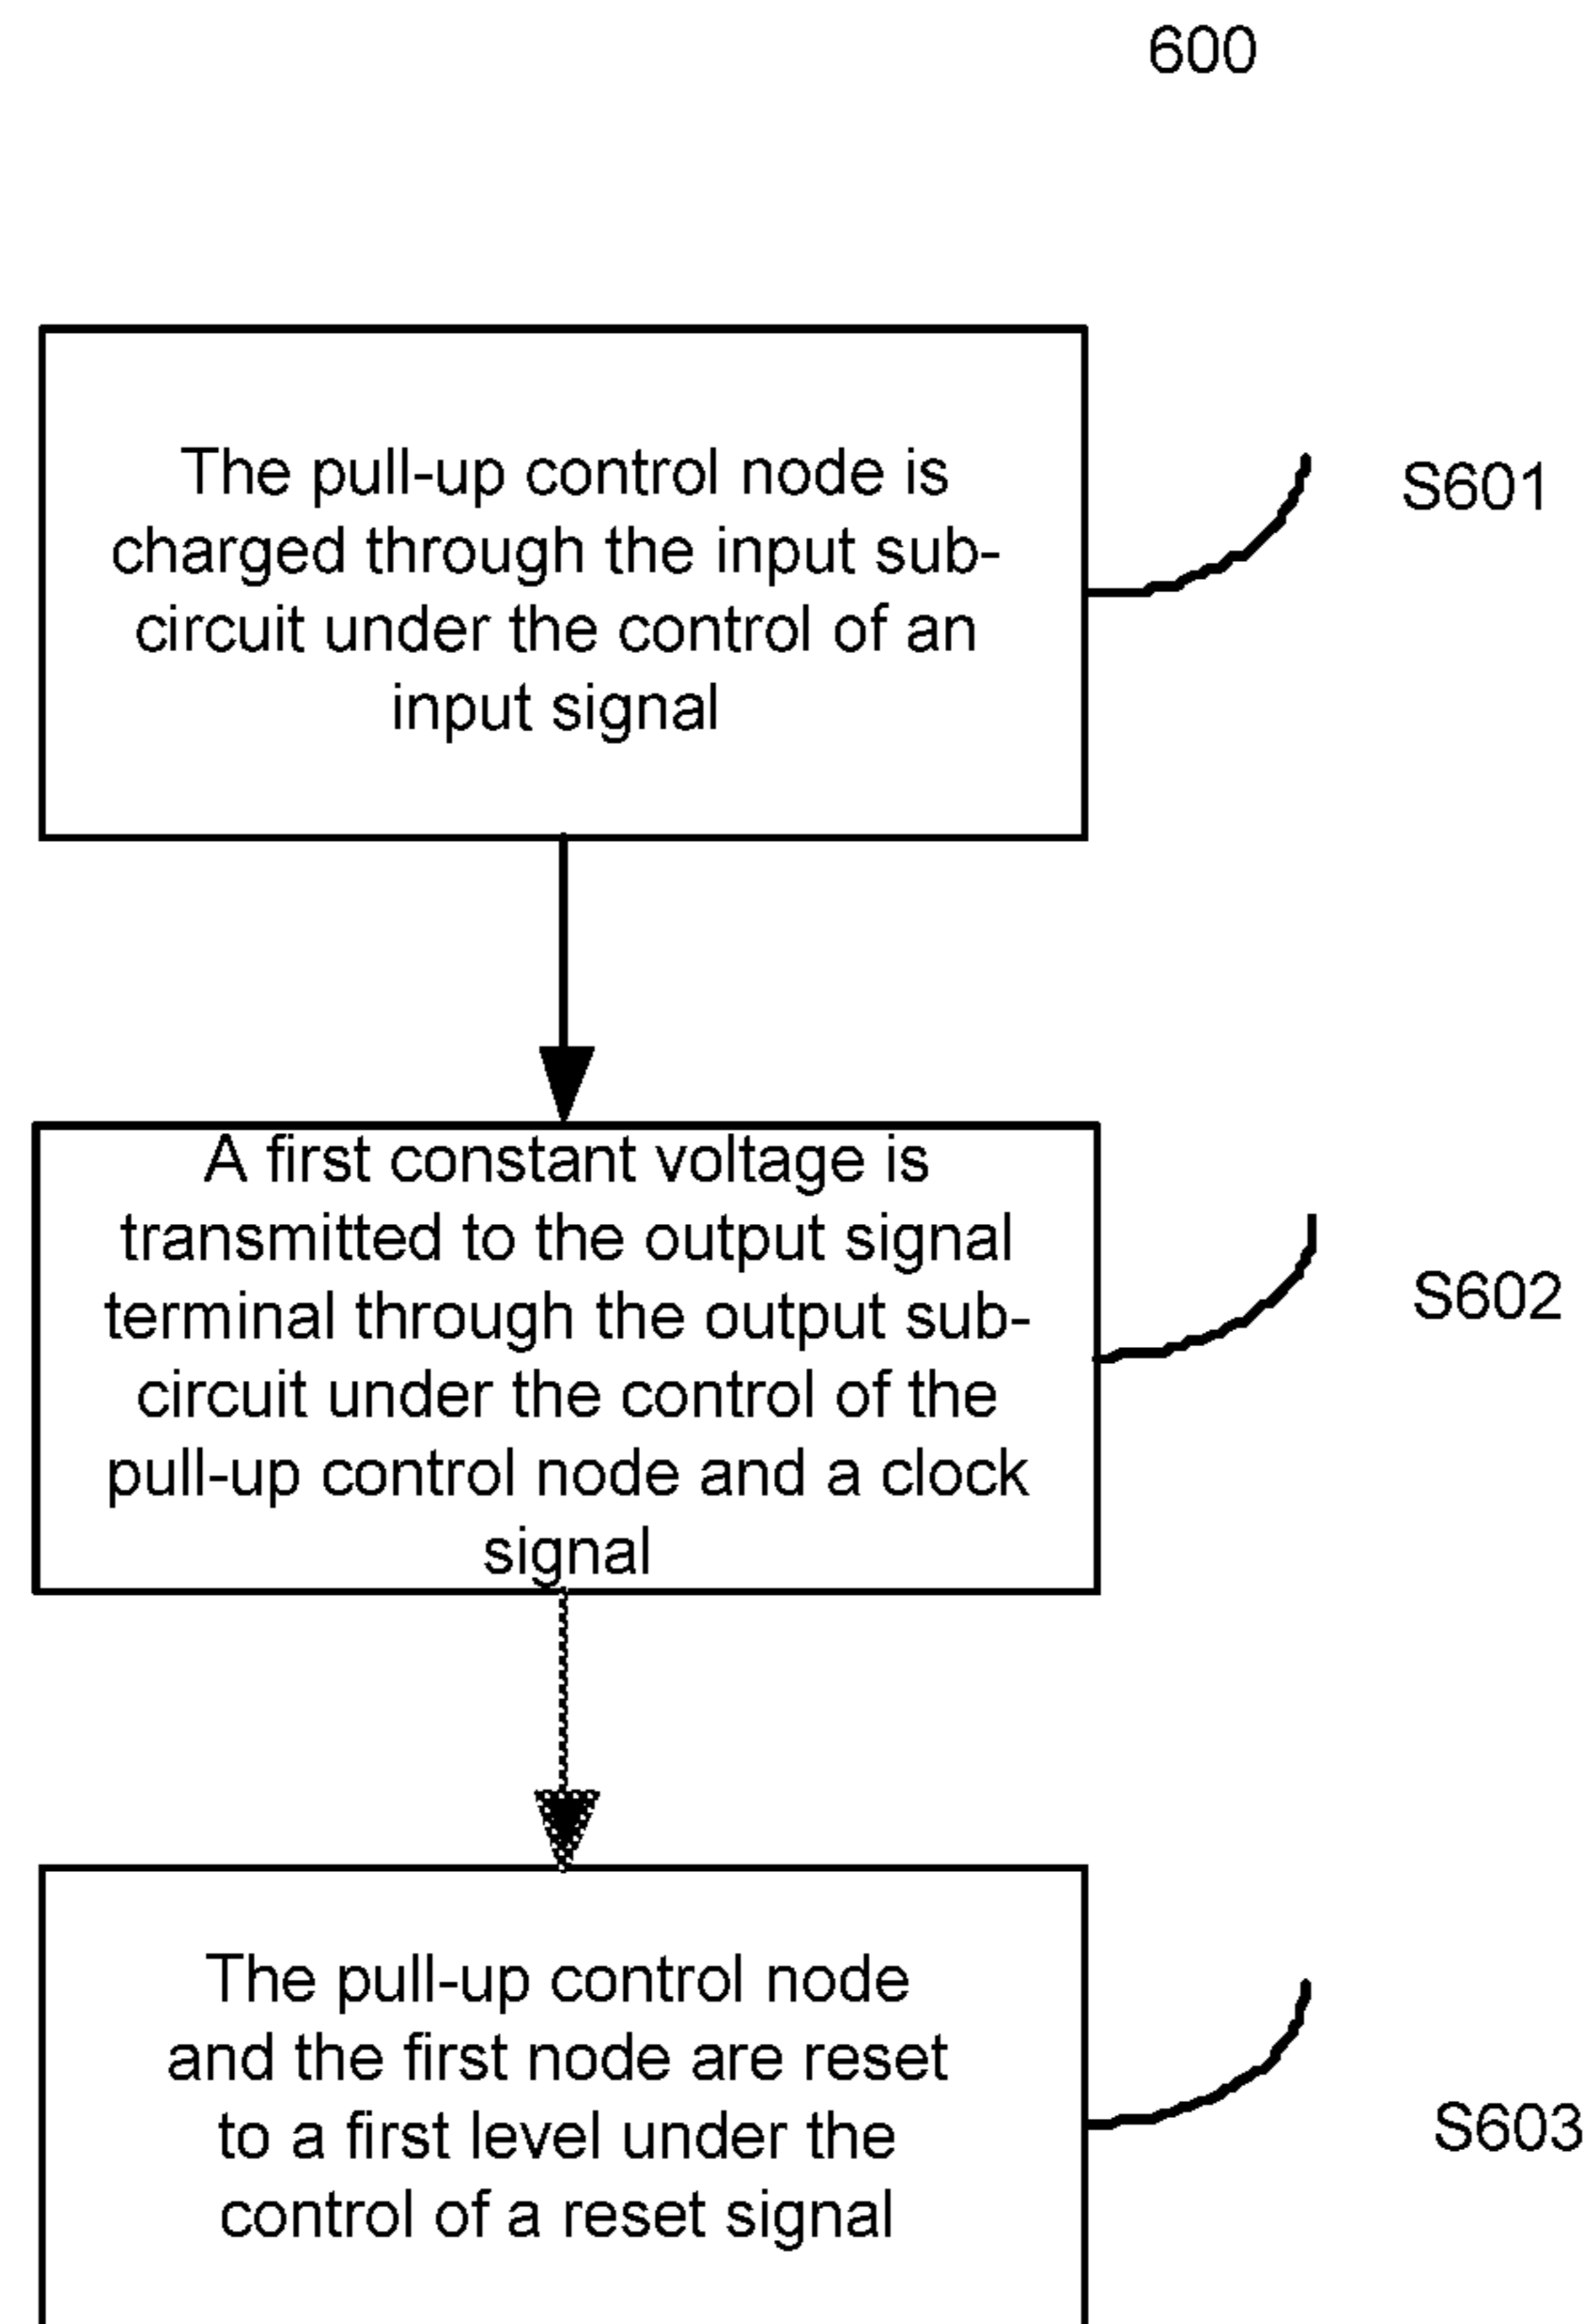 600
The pull-up control node is
charged through the input sub-
circuit under the control of an
input signal
S601
A first constant voltage is
transmitted to the output signal
terminal through the output sub-
circuit under the control of the
pull-up control node and a clock
signal
S602
The pull-up control node
and the first node are reset
to a first level under the
control of a reset signal
S603